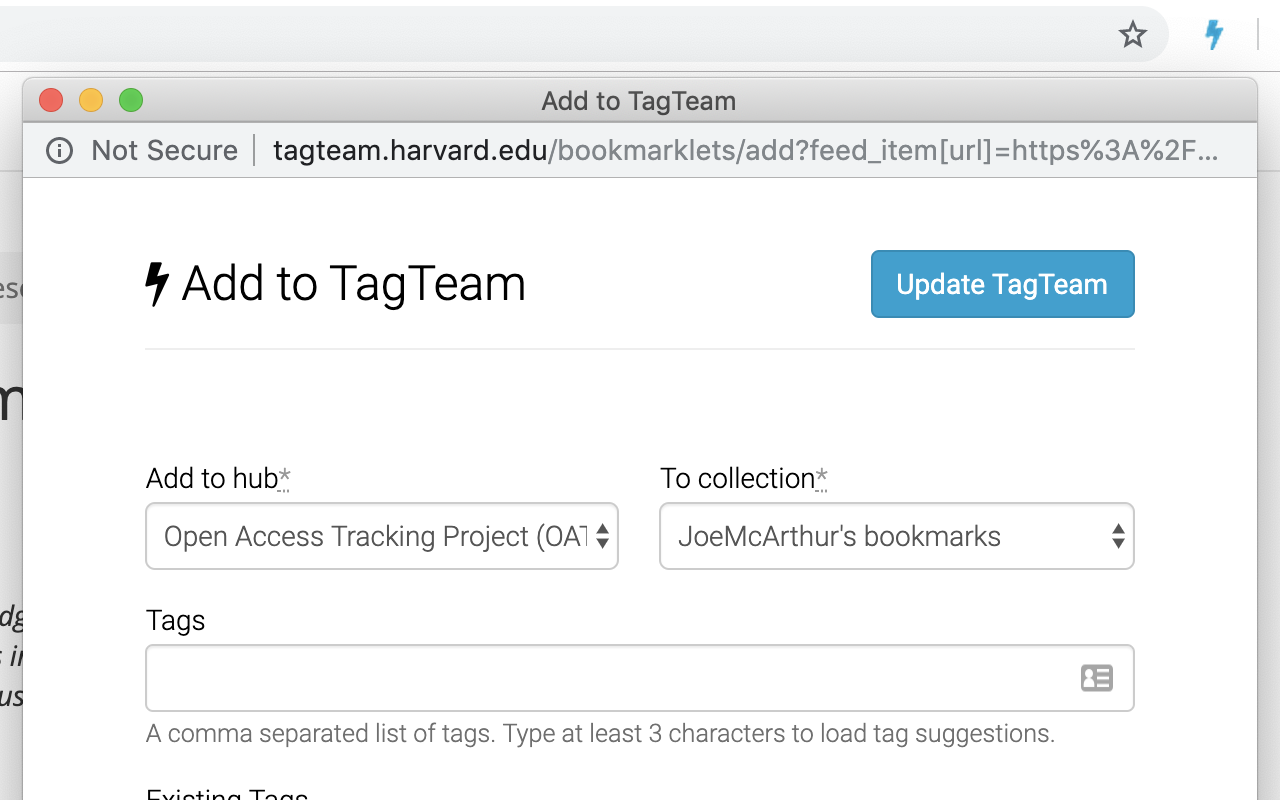 Add to TagTeam
Not Secure tagteam.harvard.edu/bookmarklets/add?feed_item[url]=https%3A%2F...
Add to TagTeam
Update TagTeam
Add to hub* To collection*
Open Access Tracking Project (OAT JoeMcArthur's bookmarks
Tags
A comma separated list of tags. Type at least 3 characters to load tag suggestions.
Existing Tags